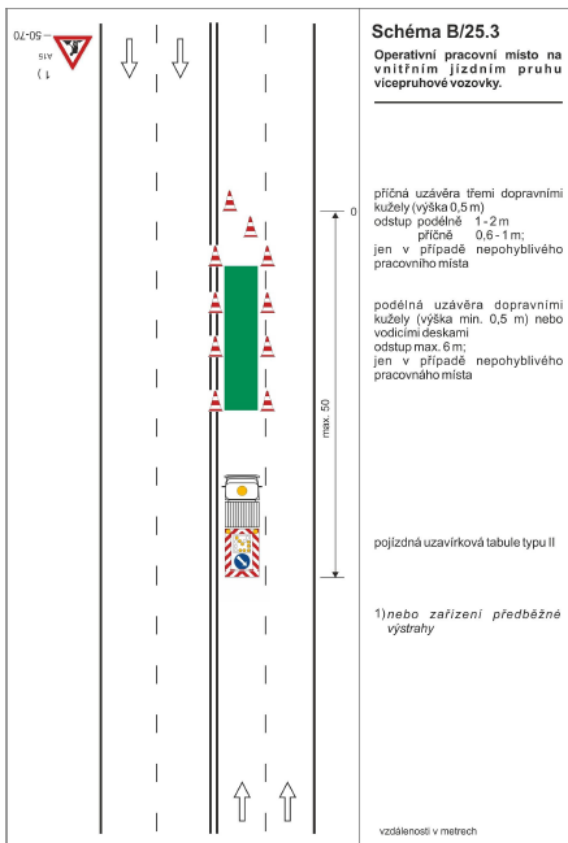 50-70
A15
1)
0
max. 50
Schéma B/25.3
Operativní pracovní místo na
vnitřním jízdním pruhu
vícepruhové vozovky.
příčná uzávěra třemi dopravními
kužely (výška 0,5 m)
odstup podélně 1 - 2 m
příčně 0,6 - 1 m;
jen v případě nepohyblivého
pracovního místa
podélná uzávěra dopravními
kužely (výška min. 0,5 m) nebo
vodicími deskami
odstup max. 6 m;
jen v případě nepohyblivého
pracovnáho místa
pojízdná uzavírková tabule typu II
1) nebo zařízení předběžné
výstrahy
vzdálenosti v metrech